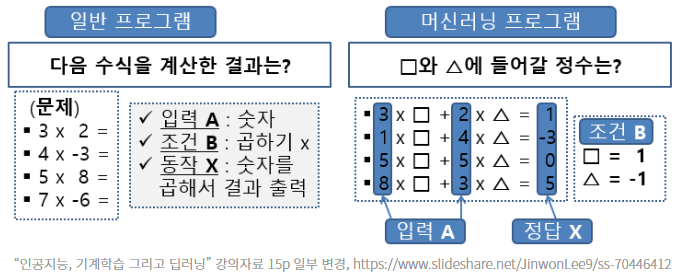 일반 프로그램
다음 수식을 계산한 결과는?
(문제)
▪ 3 x 2 =
▪ 4 x -3 =
▪ 5 x 8 =
▪ 7 x -6 =
✓ 입력 A : 숫자
✓ 조건 B : 곱하기 x
✓ 동작 X : 숫자를
곱해서 결과 출력
머신러닝 프로그램
□와 △에 들어갈 정수는?
▪ 3 x □ + 2 x △ = 1
▪ 1 x □ + 4 x △ = -3
▪ 5 x □ + 5 x △ = 0
▪ 8 x □ + 3 x △ = 5
입력 A
정답 X
조건 B
□ = 1
△ = -1
“인공지능, 기계학습 그리고 딥러닝” 강의자료 15p 일부 변경, https://www.slideshare.net/JinwonLee9/ss-70446412